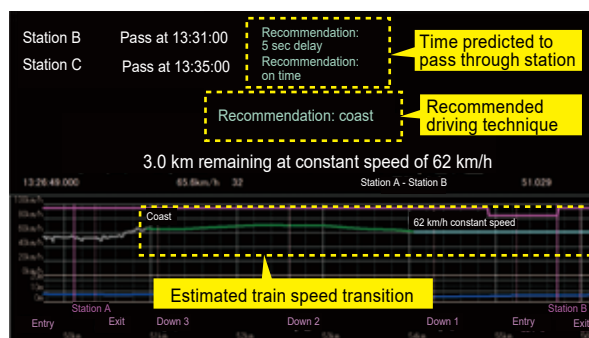 Station B Pass at 13:31:00
Recommendation:
5 sec delay
Station C Pass at 13:35:00
Recommendation:
on time
Time predicted to
pass through station
Recommendation: coast
Recommended
driving technique
3.0 km remaining at constant speed of 62 km/h
13:26:49.000 65.6km/h 32 Station A - Station B 51.029
Coast
62 km/h constant speed
Estimated train speed transition
Station A Station B
Entry Exit Down 3 Down 2 Down 1 Entry Exit